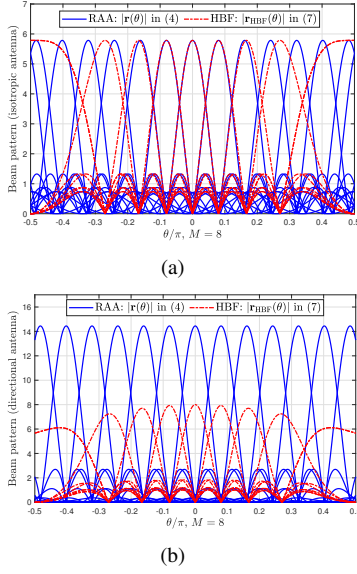 RAA: |r(θ)| in (4) HBF: |r_HBF(θ)| in (7)
Beam pattern (isotropic antenna)
7
6
5
4
3
2
1
0
-0.5 -0.4 -0.3 -0.2 -0.1 0 0.1 0.2 0.3 0.4 0.5
θ/π, M = 8
(a)
RAA: |r(θ)| in (4) HBF: |r_HBF(θ)| in (7)
Beam pattern (directional antenna)
16
14
12
10
8
6
4
2
0
-0.5 -0.4 -0.3 -0.2 -0.1 0 0.1 0.2 0.3 0.4 0.5
θ/π, M = 8
(b)